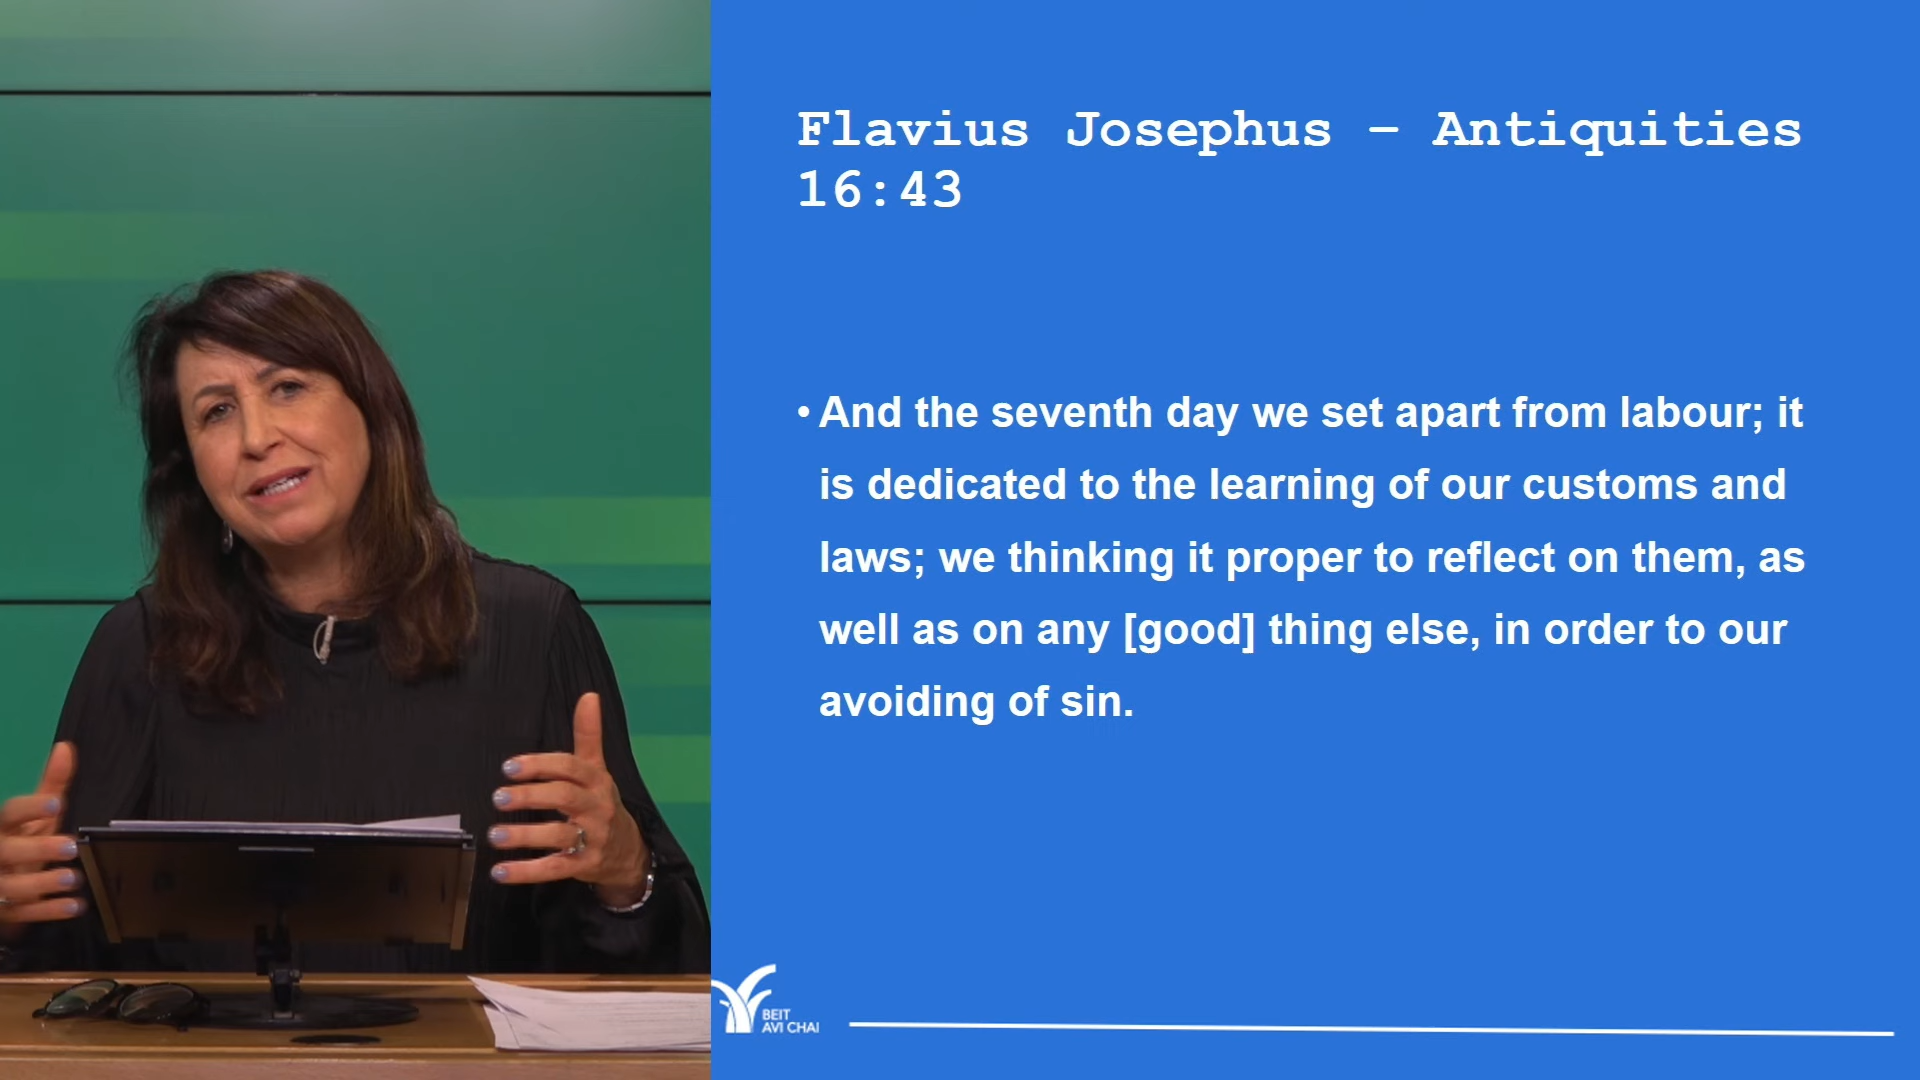 Flavius Josephus – Antiquities
16:43
• And the seventh day we set apart from labour; it
is dedicated to the learning of our customs and
laws; we thinking it proper to reflect on them, as
well as on any [good] thing else, in order to our
avoiding of sin.
BEIT
AVI CHAI